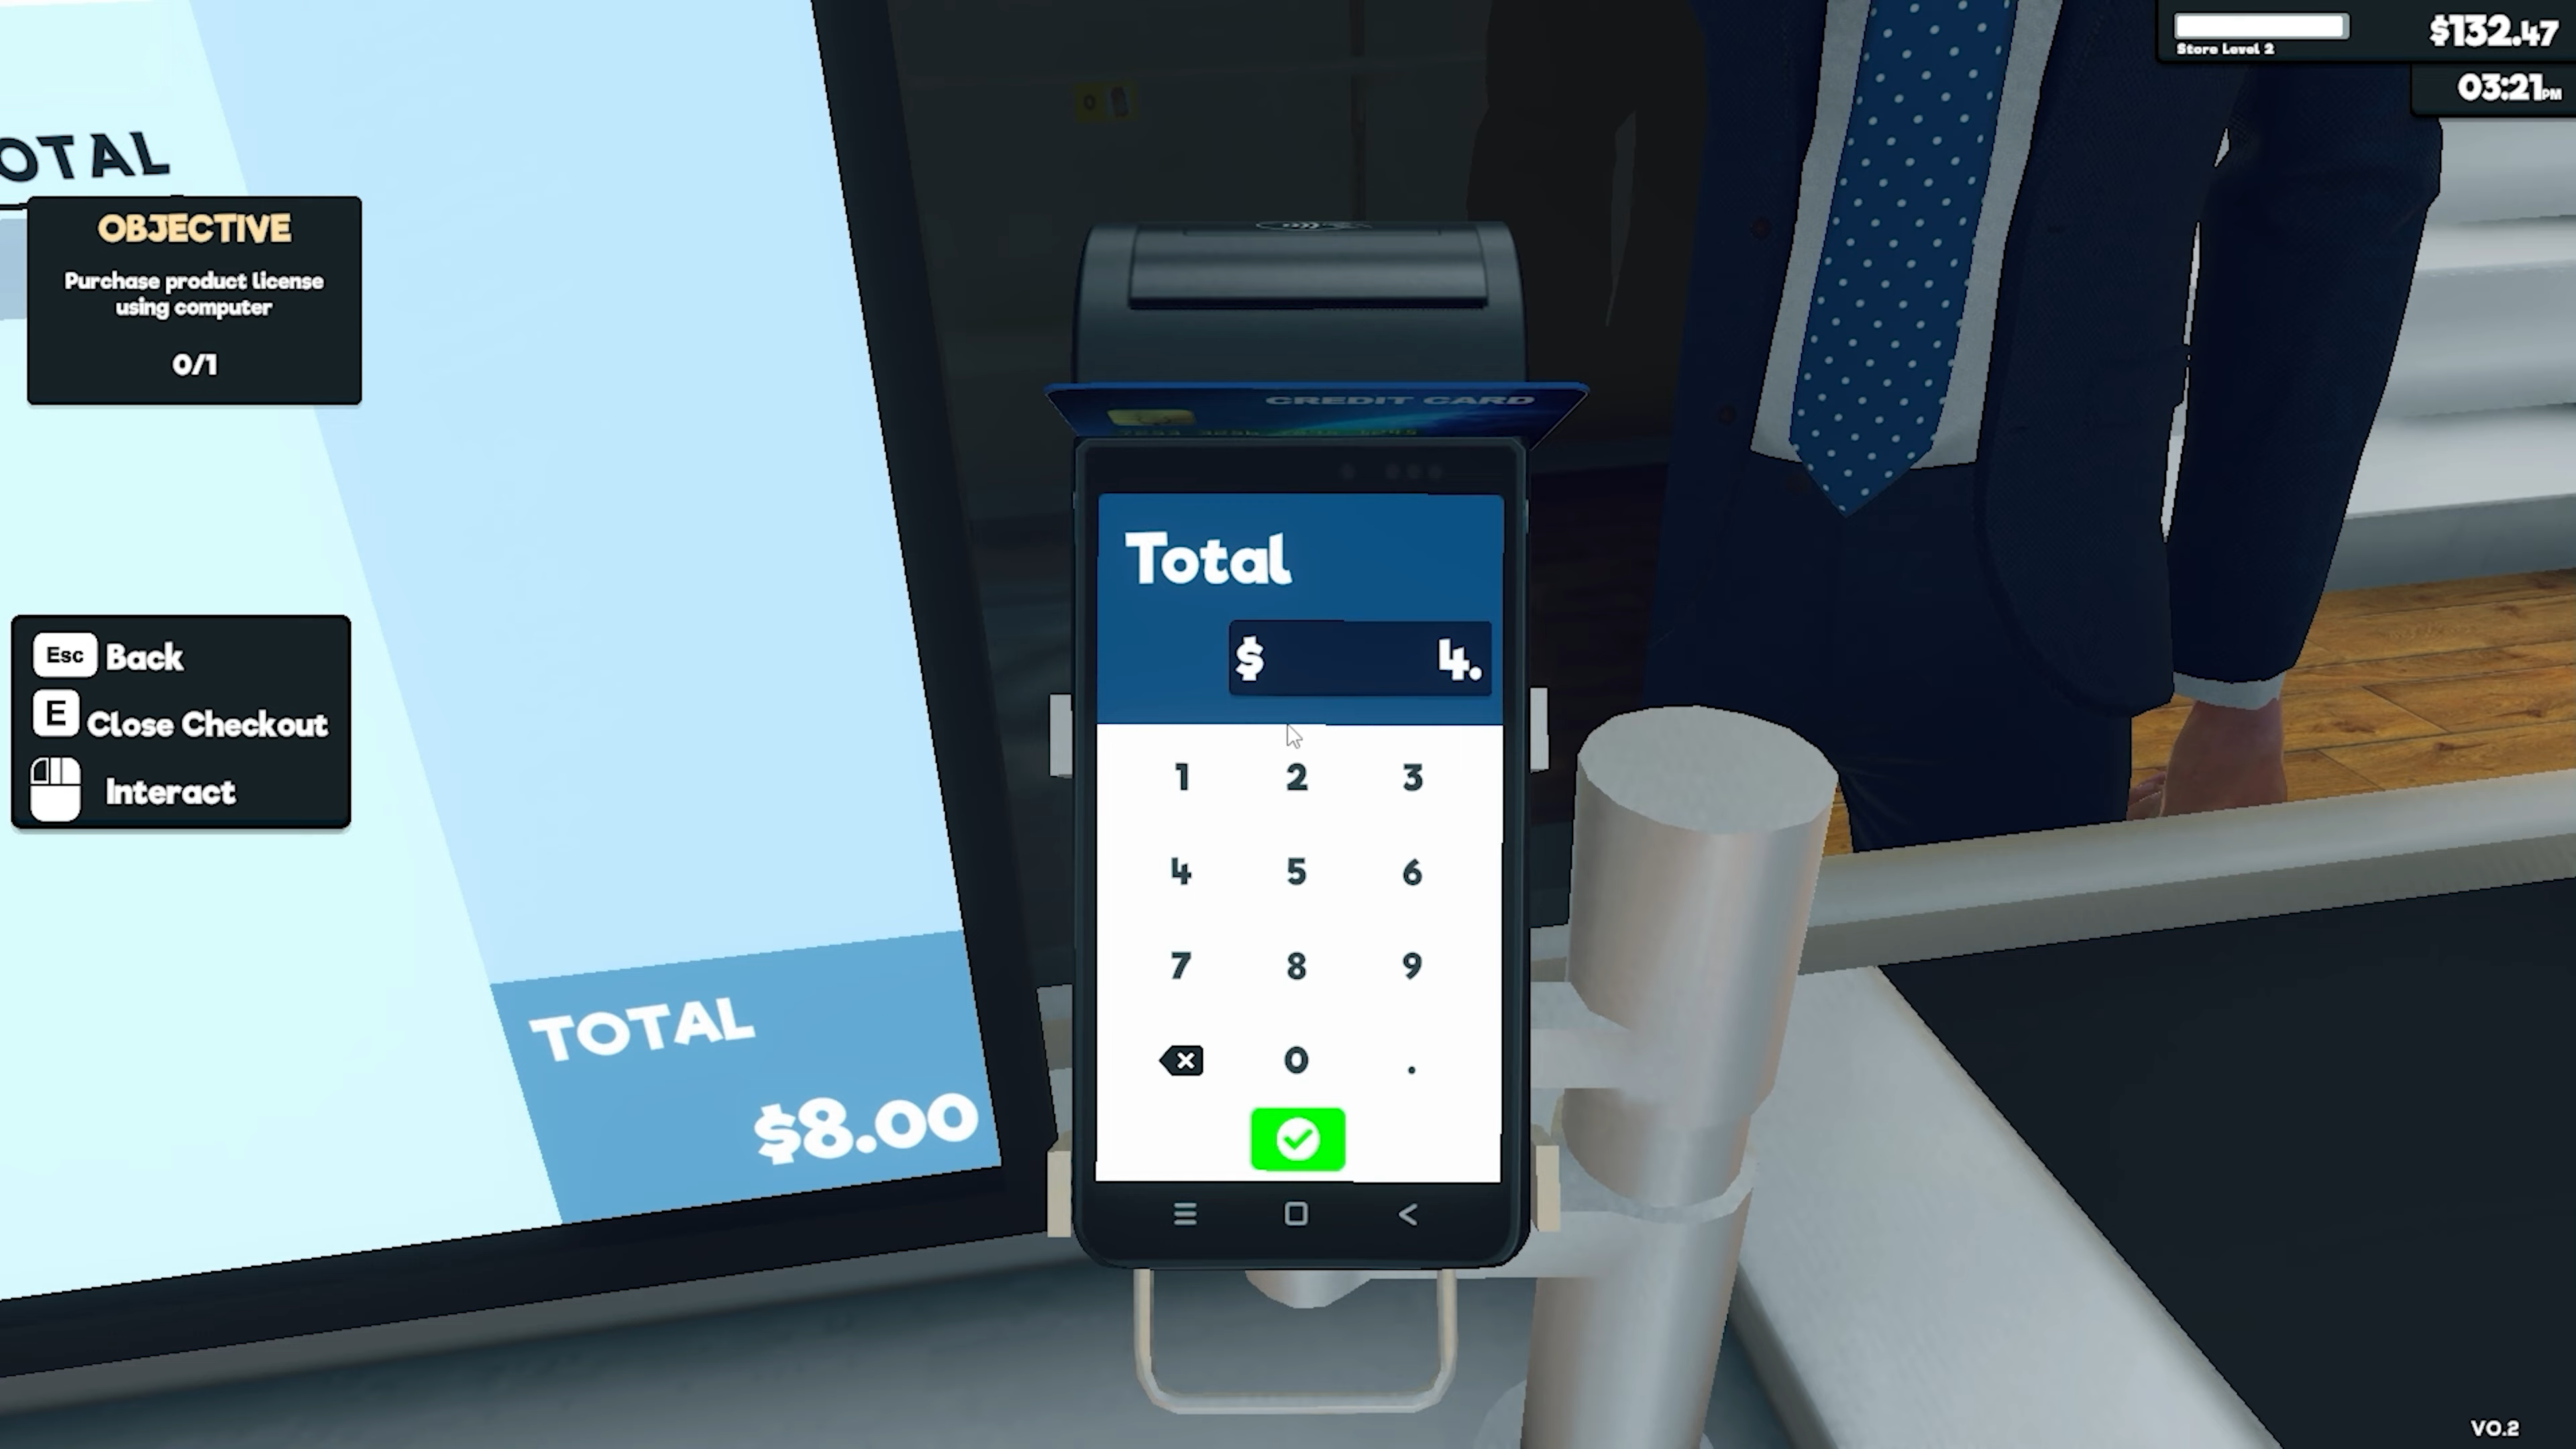 $132.47
Store Level 2
03:21PM
OTAL
OBJECTIVE
Purchase product license
using computer
0/1
CREDIT CARD
Total
$ 4.
Esc Back
E Close Checkout
Interact
1 2 3
4 5 6
7 8 9
0 .
TOTAL
$8.00
V0.2